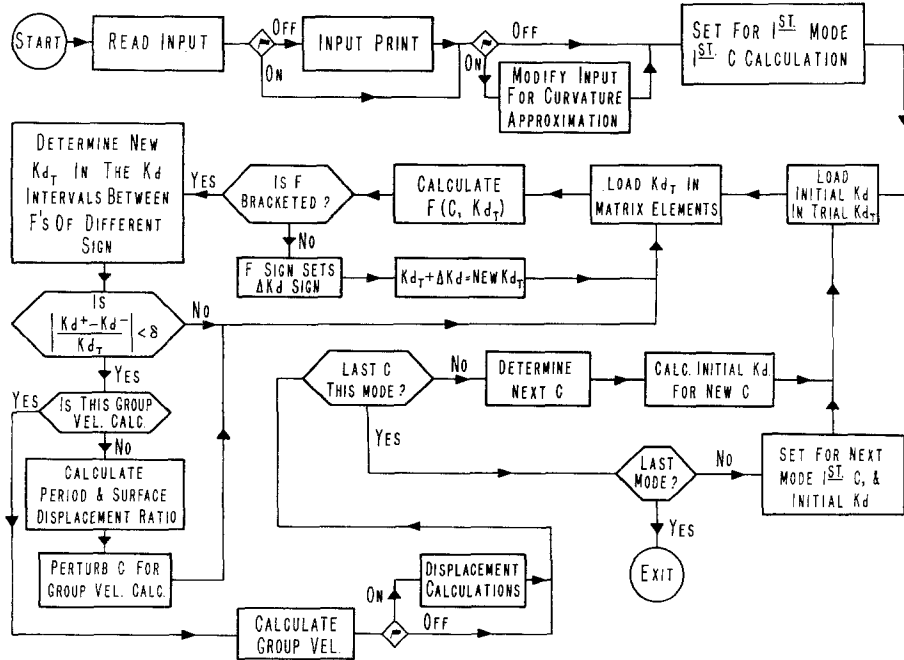 START
READ INPUT
OFF
ON
INPUT PRINT
OFF
ON
MODIFY INPUT
FOR CURVATURE
APPROXIMATION
SET FOR 1ST. MODE
1ST. C CALCULATION
DETERMINE NEW
KdT IN THE Kd
INTERVALS BETWEEN
F'S OF DIFFERENT
SIGN
YES
IS F
BRACKETED ?
NO
CALCULATE
F (C, KdT)
LOAD KdT IN
MATRIX ELEMENTS
LOAD
INITIAL Kd
IN TRIAL KdT
F SIGN SETS
ΔKd SIGN
KdT + ΔKd = NEW KdT
IS
|Kd+ – Kd–
KdT| < δ
NO
YES
LAST C
THIS MODE ?
NO
DETERMINE
NEXT C
CALC. INITIAL Kd
FOR NEW C
YES
IS THIS GROUP
VEL. CALC.
YES
NO
CALCULATE
PERIOD & SURFACE
DISPLACEMENT RATIO
LAST
MODE ?
NO
SET FOR NEXT
MODE 1ST. C, &
INITIAL Kd
YES
EXIT
PERTURB C FOR
GROUP VEL. CALC.
DISPLACEMENT
CALCULATIONS
ON
OFF
CALCULATE
GROUP VEL.